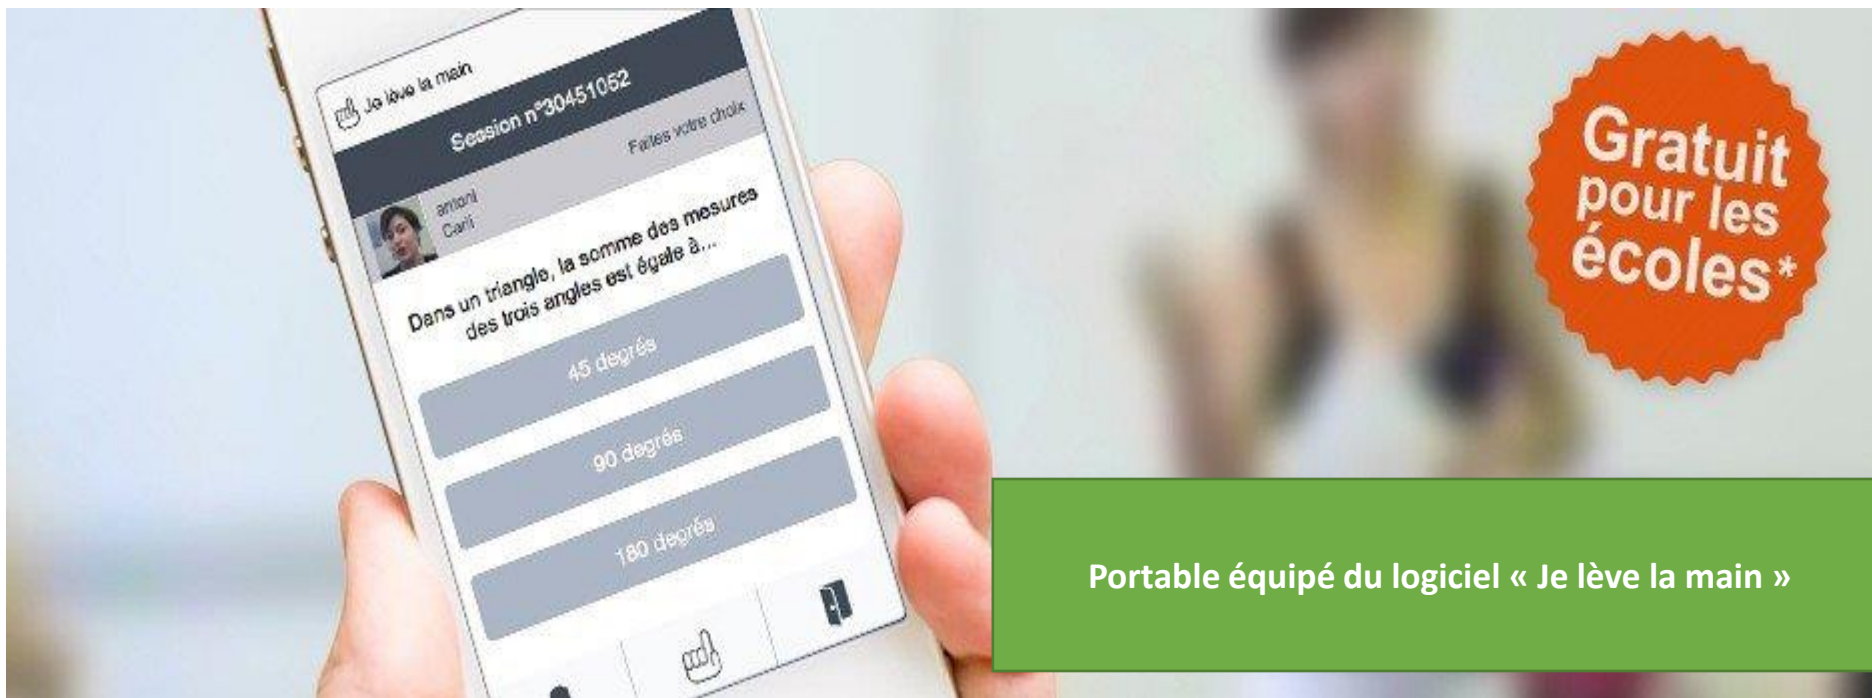 Je lève la main
Session n°30451052
Faites votre choix
antoni
Carli
Dans un triangle, la somme des mesures
des trois angles est égale à...
45 degrés
90 degrés
180 degrés
Gratuit
pour les
écoles*
Portable équipé du logiciel « Je lève la main »